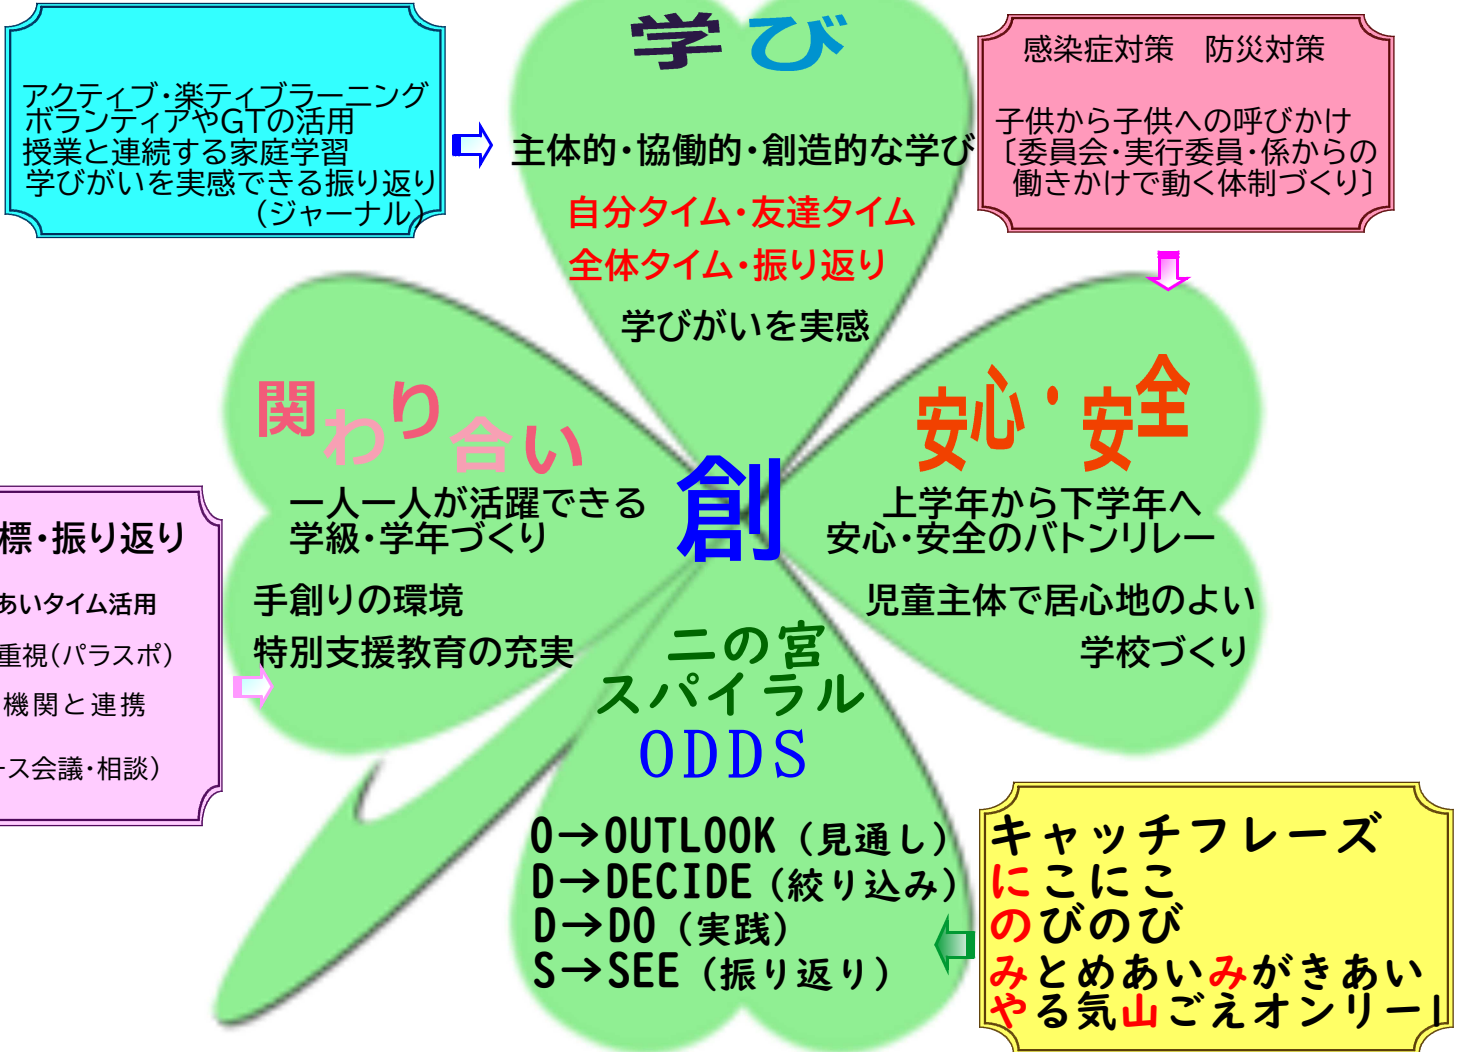 アクティブ・楽ティブラーニング
ボランティアやGTの活用
授業と連続する家庭学習
学びがいを実感できる振り返り
(ジャーナル)
学び
主体的・協働的・創造的な学び
自分タイム・友達タイム
全体タイム・振り返り
学びがいを実感
感染症対策　防災対策
子供から子供への呼びかけ
〔委員会・実行委員・係からの
働きかけで動く体制づくり〕
関わり合い
一人一人が活躍できる
学級・学年づくり
手創りの環境
特別支援教育の充実
創
安心・安全
上学年から下学年へ
安心・安全のバトンリレー
児童主体で居心地のよい
学校づくり
標・振り返り
あいタイム活用
重視(パラスポ)
機関と連携
ース会議・相談)
二の宮
スパイラル
ODDS
O→OUTLOOK(見通し)
D→DECIDE(絞り込み)
D→DO(実践)
S→SEE(振り返り)
キャッチフレーズ
にこにこ
のびのび
みとめあいみがきあい
やる気山ごえオンリー